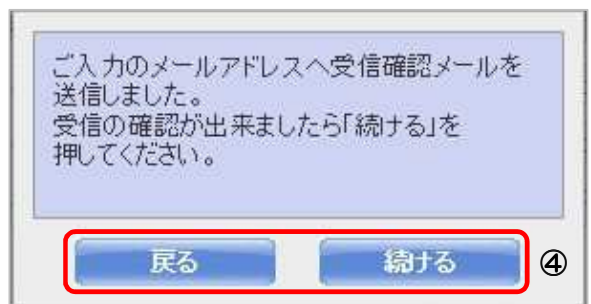 ご入力のメールアドレスへ受信確認メールを
送信しました。
受信の確認が出来ましたら「続ける」を
押してください。
戻る 続ける ④